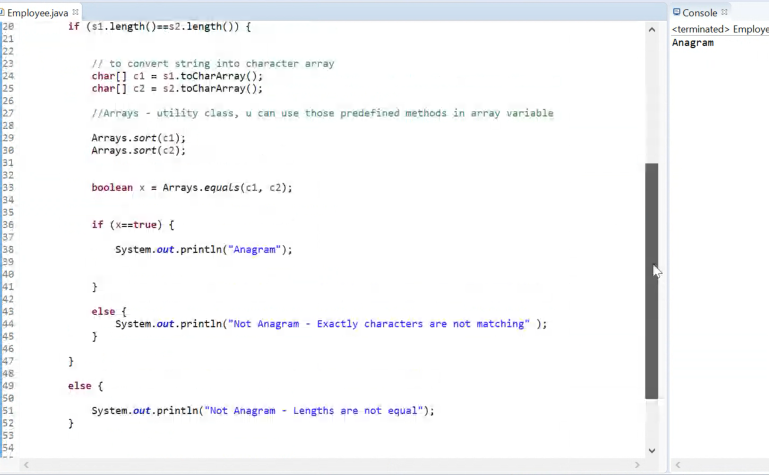 Employee.java
Console
<terminated> Employe
Anagram
20 if (s1.length()==s2.length()) {
21
22
23 // to convert string into character array
24 char[] c1 = s1.toCharArray();
25 char[] c2 = s2.toCharArray();
26
27 //Arrays - utility class, u can use those predefined methods in array variable
28
29 Arrays.sort(c1);
30 Arrays.sort(c2);
31
32
33 boolean x = Arrays.equals(c1, c2);
34
35
36 if (x==true) {
37
38 System.out.println("Anagram");
39
40
41 }
42
43 else {
44 System.out.println("Not Anagram - Exactly characters are not matching" );
45 }
46
47 }
48
49 else {
50
51 System.out.println("Not Anagram - Lengths are not equal");
52 }
53
54